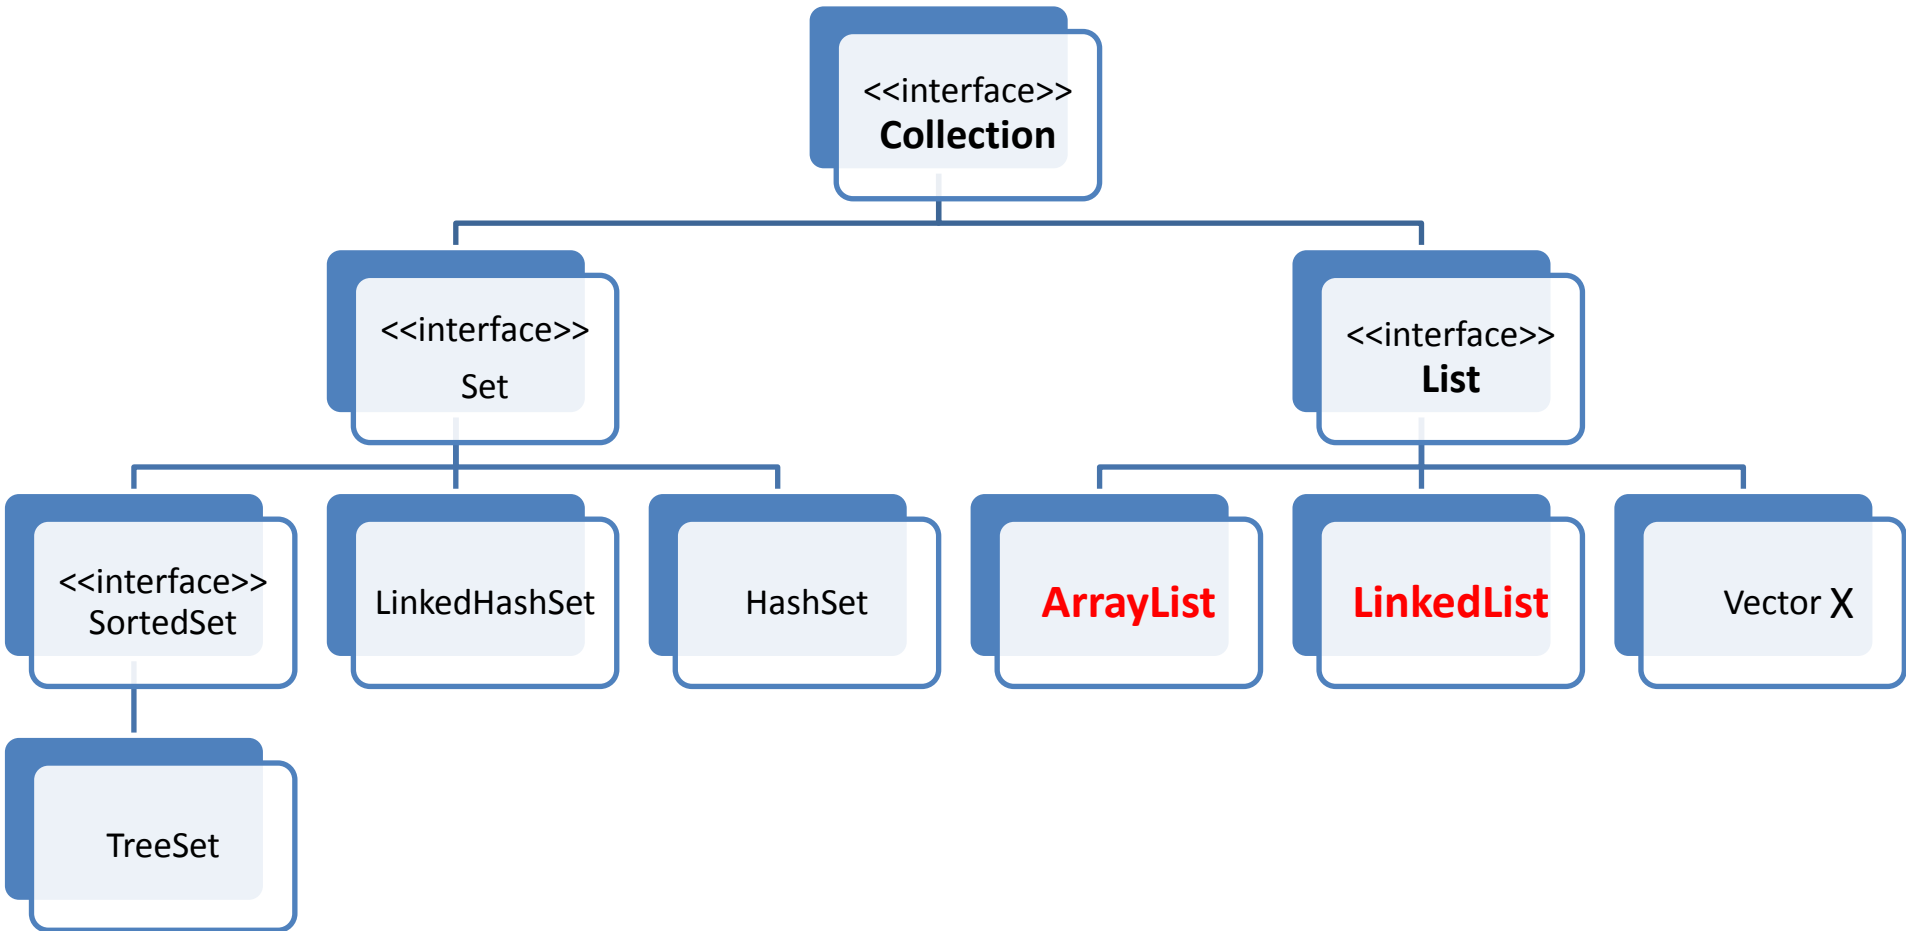 <<interface>>
Collection
<<interface>>
Set
<<interface>>
List
<<interface>>
SortedSet
LinkedHashSet
HashSet
ArrayList
LinkedList
Vector X
TreeSet